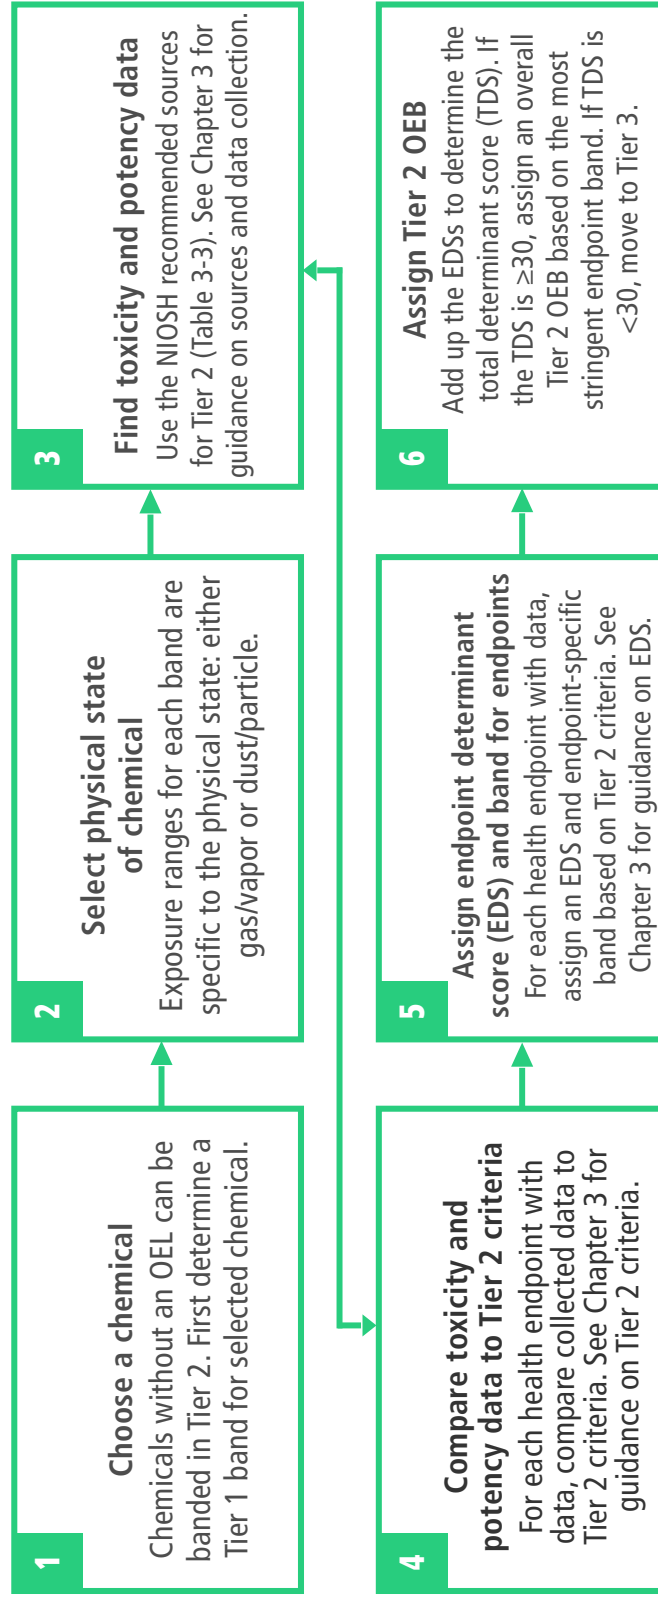 1
Choose a chemical
Chemicals without an OEL can be
banded in Tier 2. First determine a
Tier 1 band for selected chemical.
2
Select physical state
of chemical
Exposure ranges for each band are
specific to the physical state: either
gas/vapor or dust/particle.
3
Find toxicity and potency data
Use the NIOSH recommended sources
for Tier 2 (Table 3-3). See Chapter 3 for
guidance on sources and data collection.
4
Compare toxicity and
potency data to Tier 2 criteria
For each health endpoint with
data, compare collected data to
Tier 2 criteria. See Chapter 3 for
guidance on Tier 2 criteria.
5
Assign endpoint determinant
score (EDS) and band for endpoints
For each health endpoint with data,
assign an EDS and endpoint-specific
band based on Tier 2 criteria. See
Chapter 3 for guidance on EDS.
6
Assign Tier 2 OEB
Add up the EDSs to determine the
total determinant score (TDS). If
the TDS is ≥30, assign an overall
Tier 2 OEB based on the most
stringent endpoint band. If TDS is
<30, move to Tier 3.